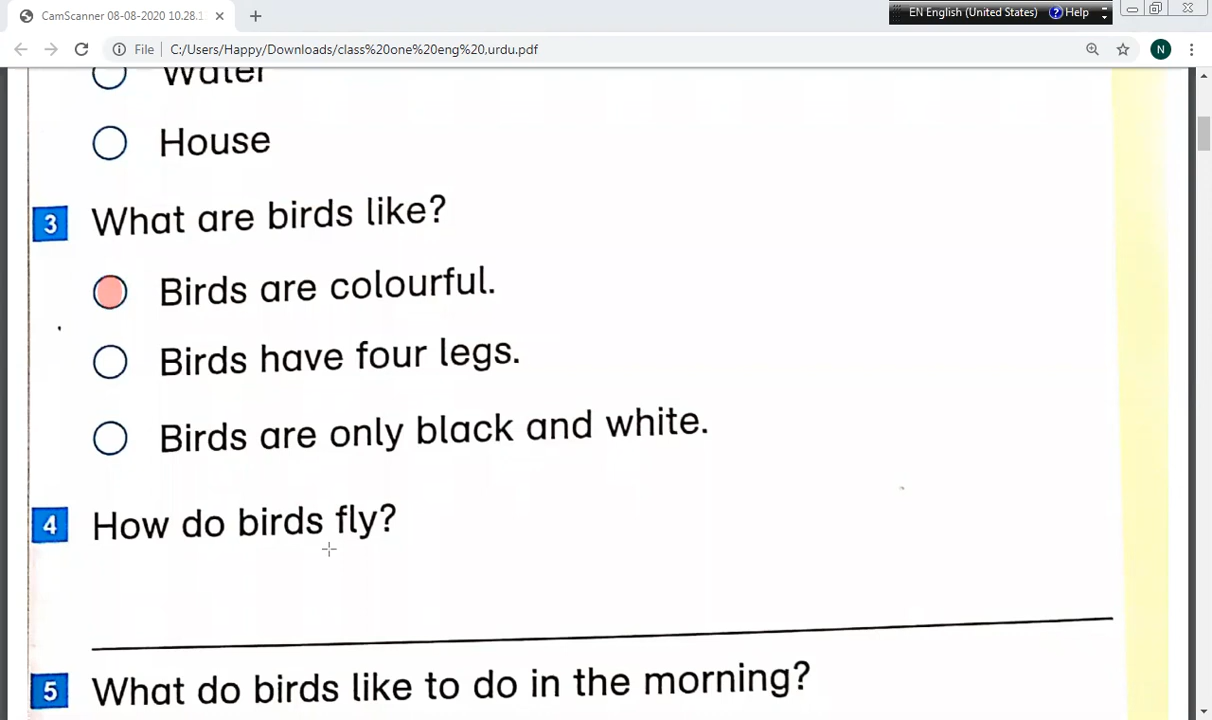 CamScanner 08-08-2020 10.28.1
EN English (United States) Help
File C:/Users/Happy/Downloads/class%20one%20eng%20,urdu.pdf
N
Water
House
3 What are birds like?
Birds are colourful.
Birds have four legs.
Birds are only black and white.
4 How do birds fly?
5 What do birds like to do in the morning?